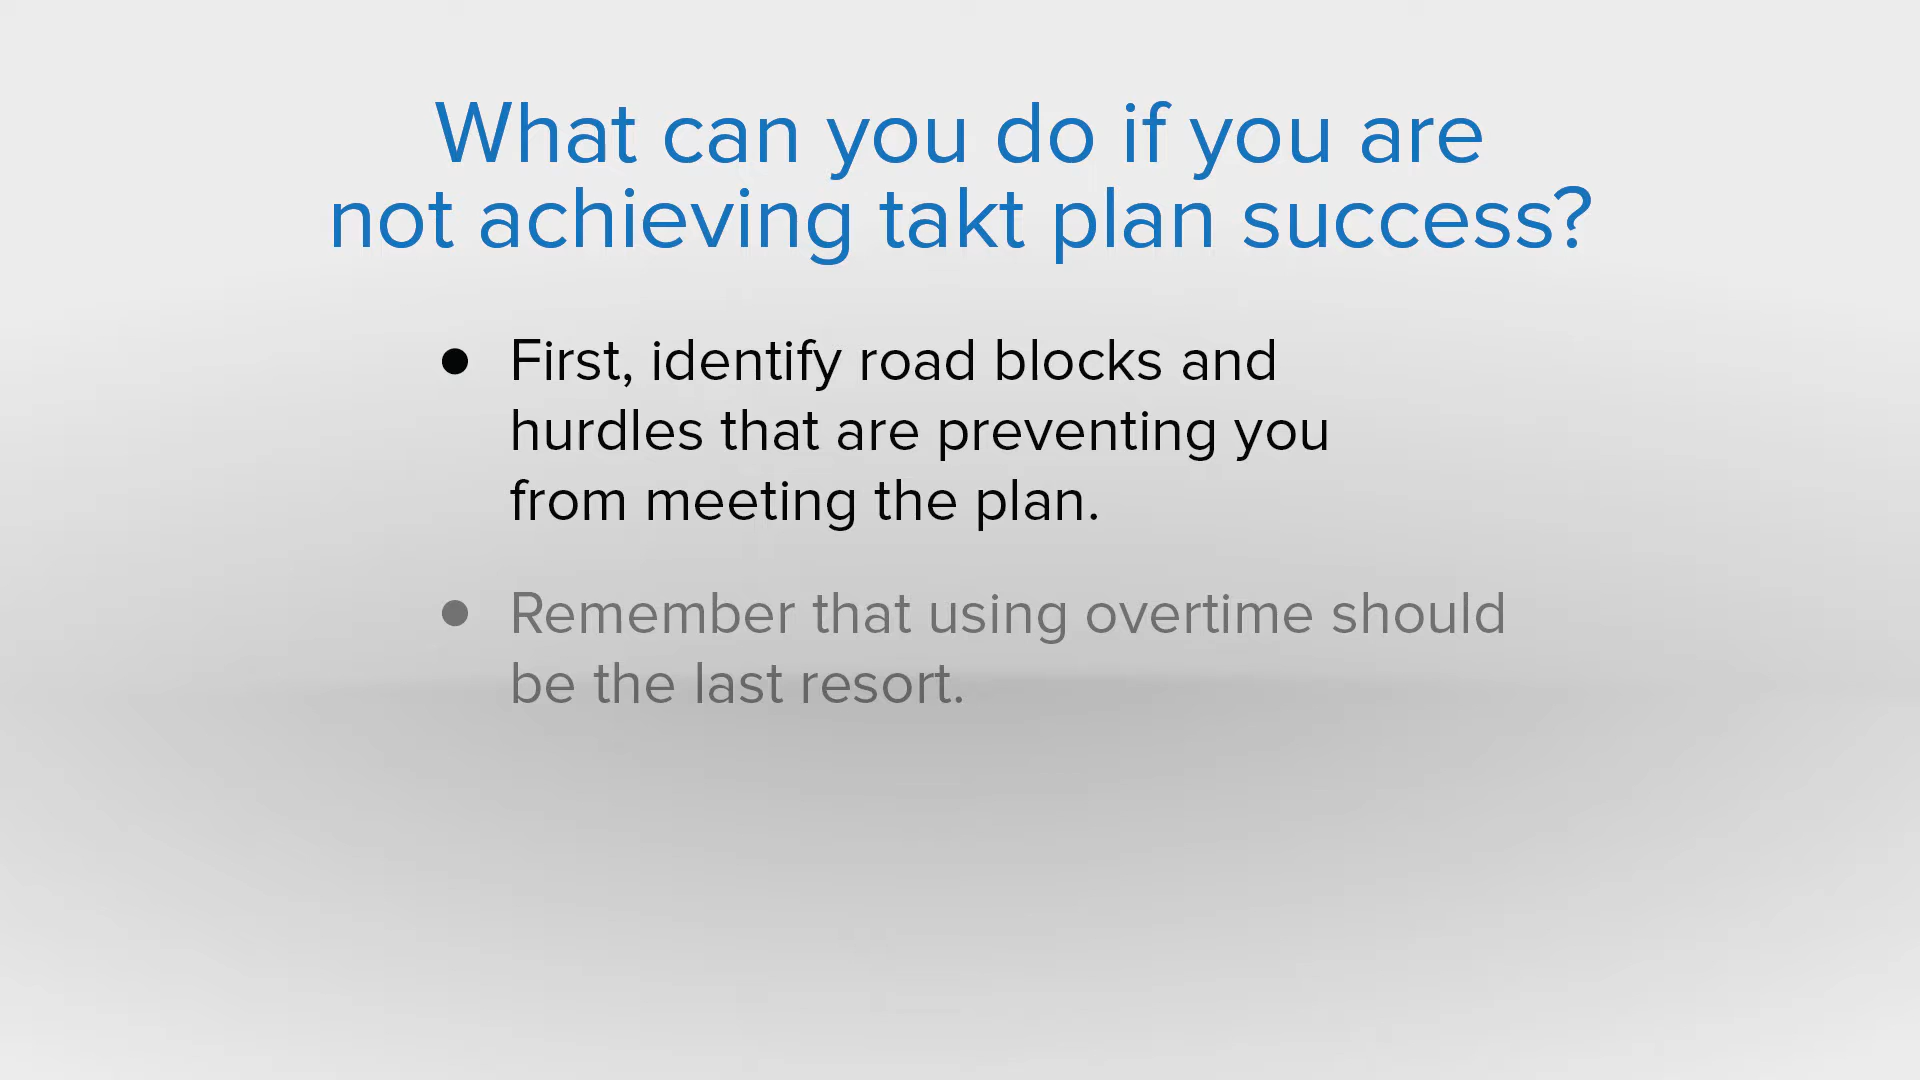 What can you do if you are
not achieving takt plan success?
● First, identify road blocks and
hurdles that are preventing you
from meeting the plan.
● Remember that using overtime should
be the last resort.